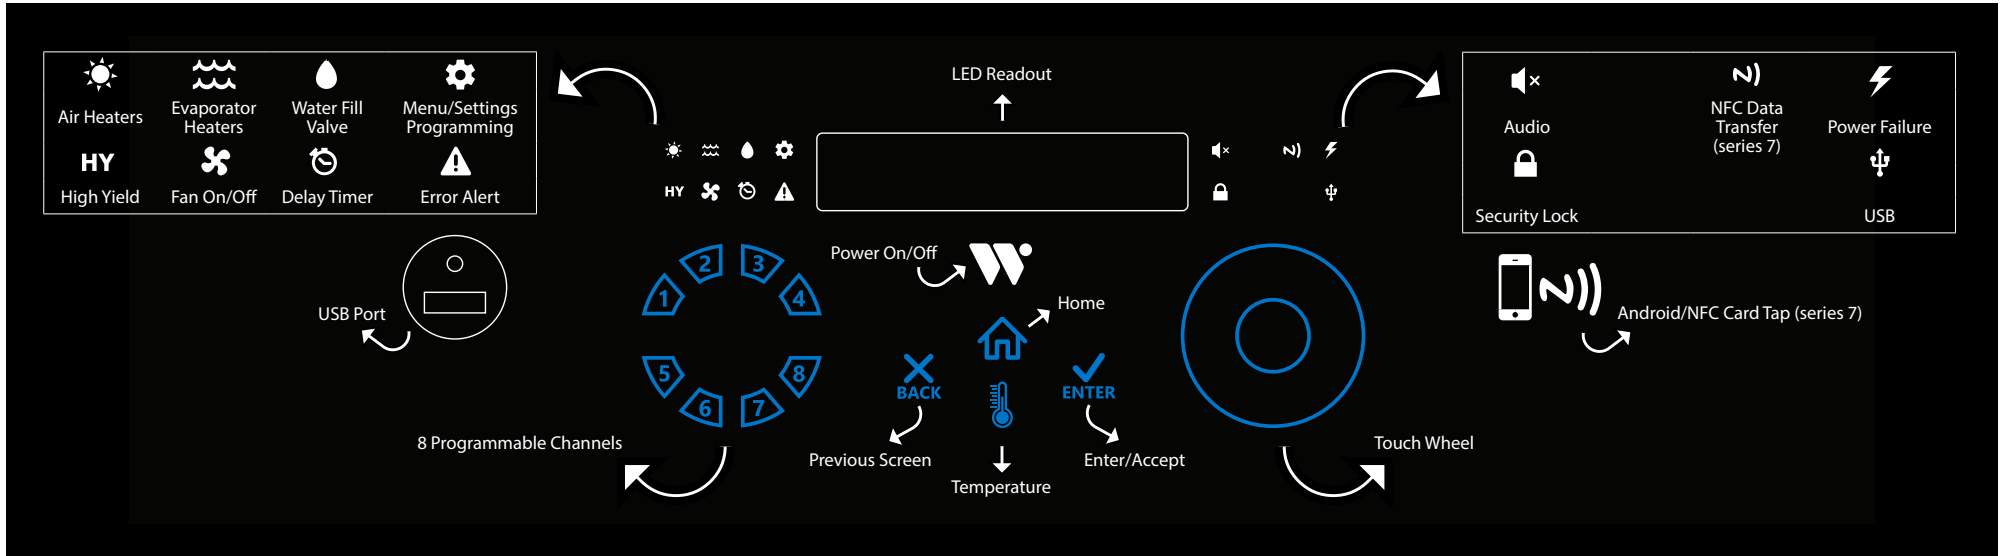 Air Heaters
Evaporator
Heaters
Water Fill
Valve
Menu/Settings
Programming
HY
High Yield
Fan On/Off
Delay Timer
Error Alert
LED Readout
HY
Audio
NFC Data
Transfer
(series 7)
Power Failure
Security Lock
USB
USB Port
1
2
3
4
5
6
7
8
8 Programmable Channels
Power On/Off
Home
BACK
ENTER
Previous Screen
Temperature
Enter/Accept
Touch Wheel
Android/NFC Card Tap (series 7)